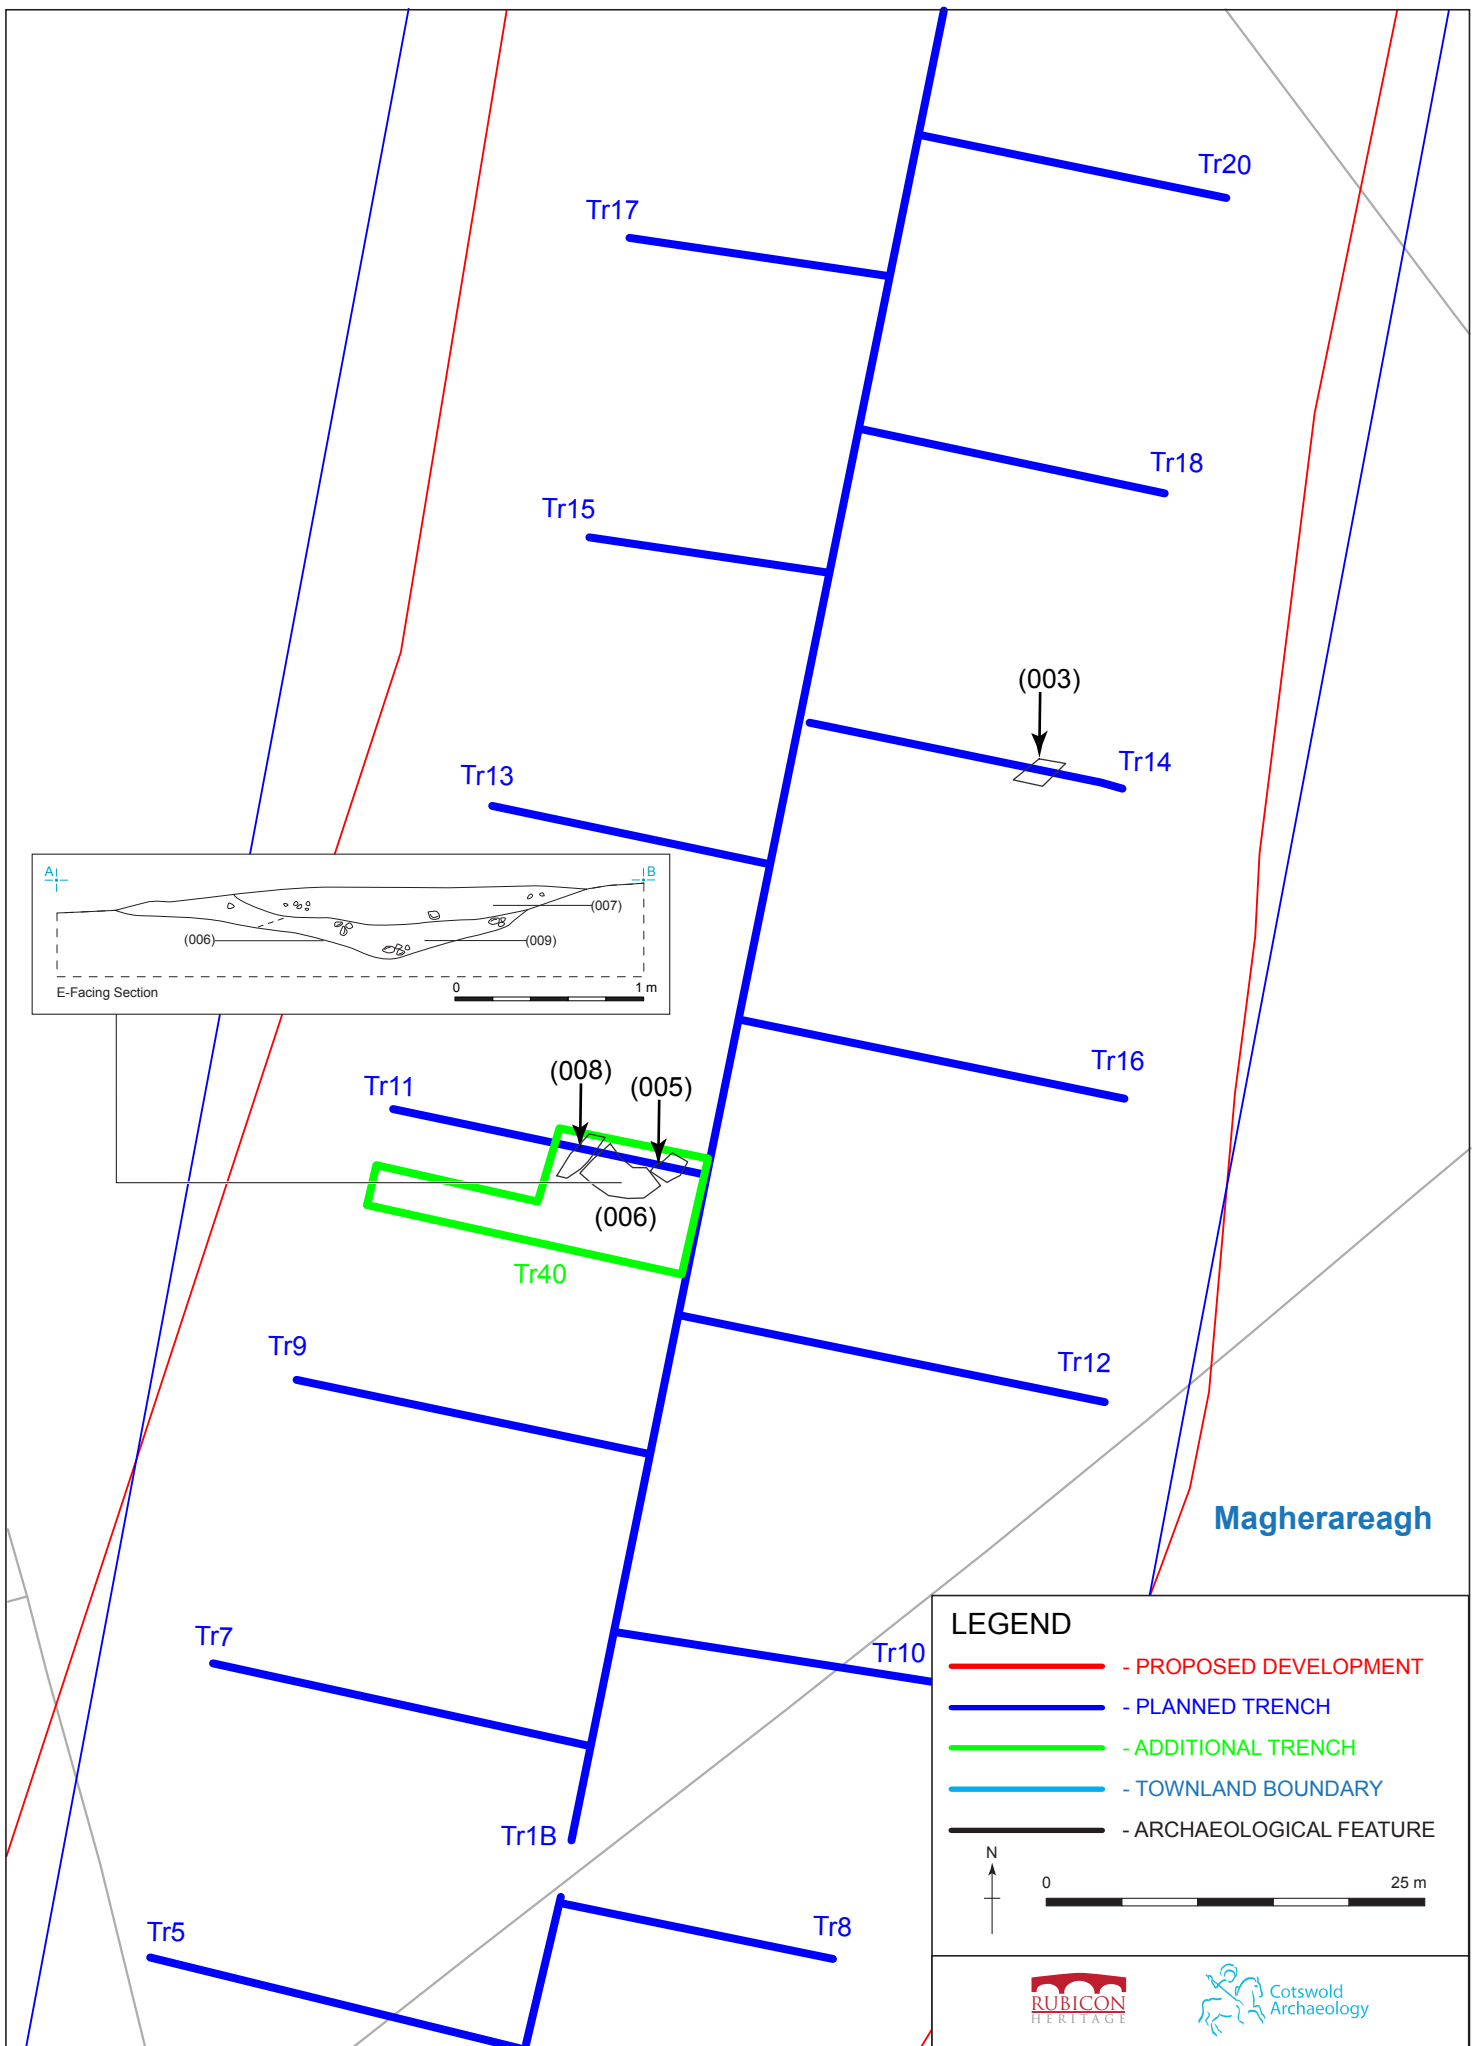 Tr20
Tr17
Tr18
Tr15
(003)
Tr14
Tr13
A
B
(007)
(006)
(009)
E-Facing Section
0
1 m
Tr16
(008)
(005)
Tr11
(006)
Tr40
Tr9
Tr12
Magherareagh
Tr7
Tr10
Tr1B
Tr5
Tr8
LEGEND
- PROPOSED DEVELOPMENT
- PLANNED TRENCH
- ADDITIONAL TRENCH
- TOWNLAND BOUNDARY
- ARCHAEOLOGICAL FEATURE
N
0
25 m
RUBICON
HERITAGE
Cotswold
Archaeology